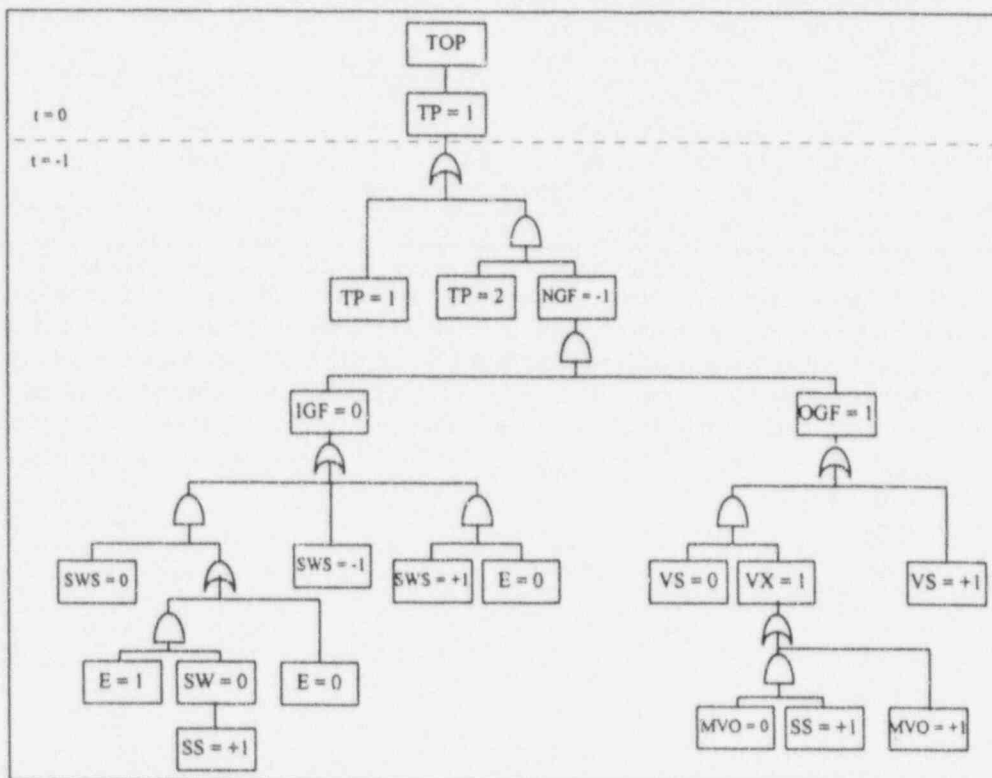 TOP
t = 0
TP = 1
t = -1
TP = 1
TP = 2
NGF = -1
IGF = 0
OGF = 1
SWS = 0
SWS = -1
SWS = +1
E = 0
VS = 0
VX = 1
VS = +1
E = 1
SW = 0
E = 0
MVO = 0
SS = +1
MVO = +1
SS = +1